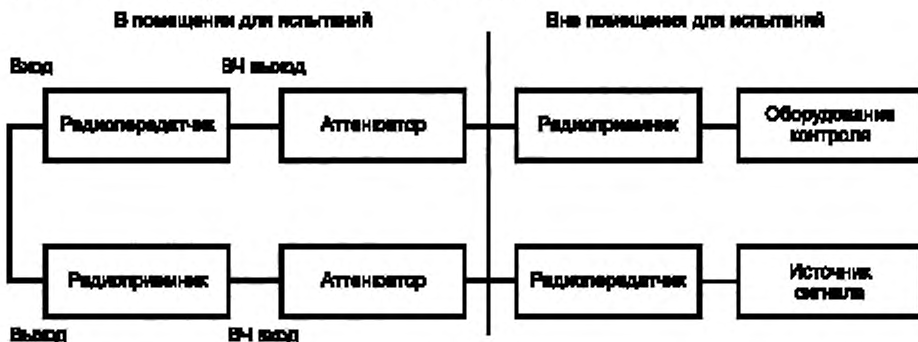 В помещении для испытаний
Вне помещения для испытаний
Вход
ВЧ выход
Радиопередатчик
Аттенюатор
Радиоприемник
Оборудование
контроля
Радиоприемник
Аттенюатор
Радиопередатчик
Источник
сигнала
Выход
ВЧ вход